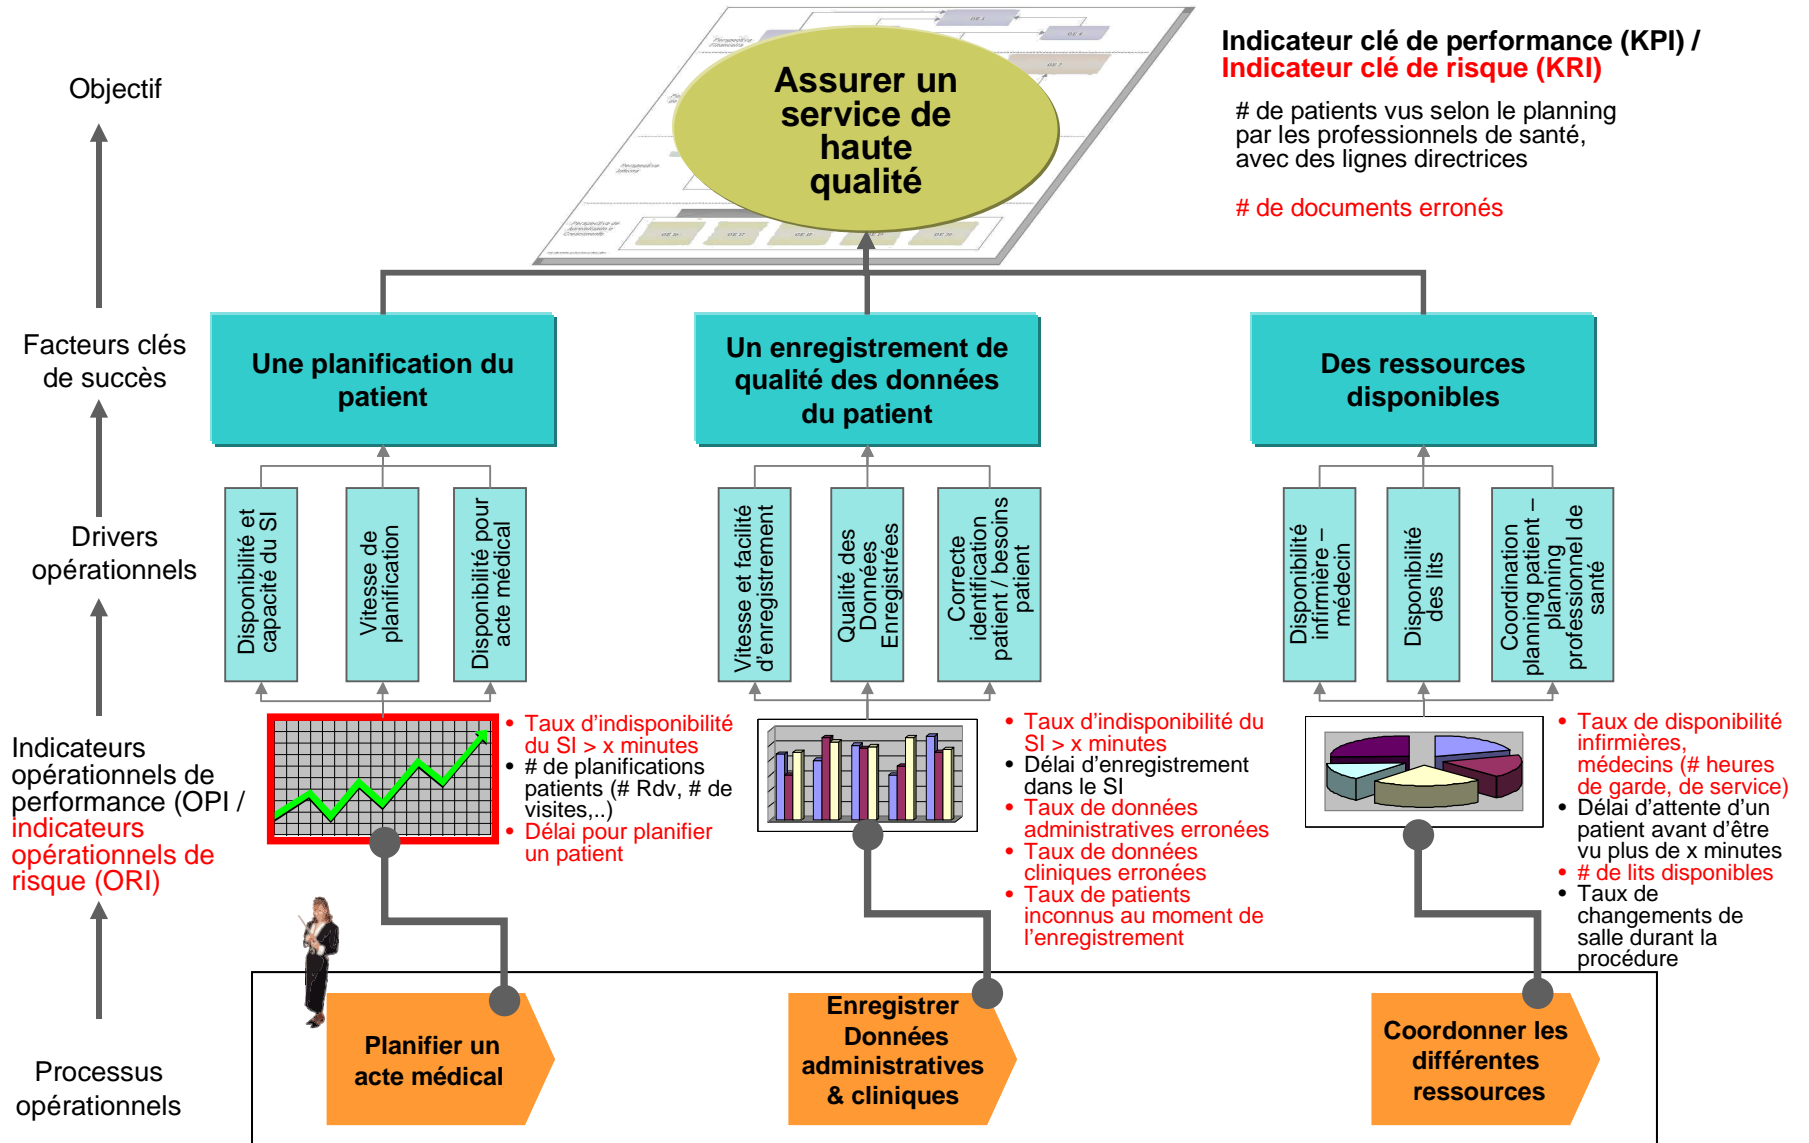 Objectif
Facteurs clés
de succès
Drivers
opérationnels
Indicateurs
opérationnels de
performance (OPI /
indicateurs
opérationnels de
risque (ORI)
Processus
opérationnels
Assurer un
service de
haute
qualité
Indicateur clé de performance (KPI) /
Indicateur clé de risque (KRI)
# de patients vus selon le planning
par les professionnels de santé,
avec des lignes directrices
# de documents erronés
Une planification du
patient
Un enregistrement de
qualité des données
du patient
Des ressources
disponibles
Disponibilité et
capacité du SI
Vitesse de
planification
Disponibilité pour
acte médical
Vitesse et facilité
d'enregistrement
Qualité des
Données
Enregistrées
Correcte
identification
patient / besoins
patient
Disponibilité
infirmière –
médecin
Disponibilité
des lits
Coordination
planning patient –
planning
professionnel de
santé
• Taux d'indisponibilité
du SI > x minutes
• # de planifications
patients (# Rdv, # de
visites,..)
• Délai pour planifier
un patient
• Taux d'indisponibilité du
SI > x minutes
• Délai d'enregistrement
dans le SI
• Taux de données
administratives erronées
• Taux de données
cliniques erronées
• Taux de patients
inconnus au moment de
l'enregistrement
• Taux de disponibilité
infirmières,
médecins (# heures
de garde, de service)
• Délai d'attente d'un
patient avant d'être
vu plus de x minutes
• # de lits disponibles
• Taux de
changements de
salle durant la
procédure
Planifier un
acte médical
Enregistrer
Données
administratives
& cliniques
Coordonner les
différentes
ressources